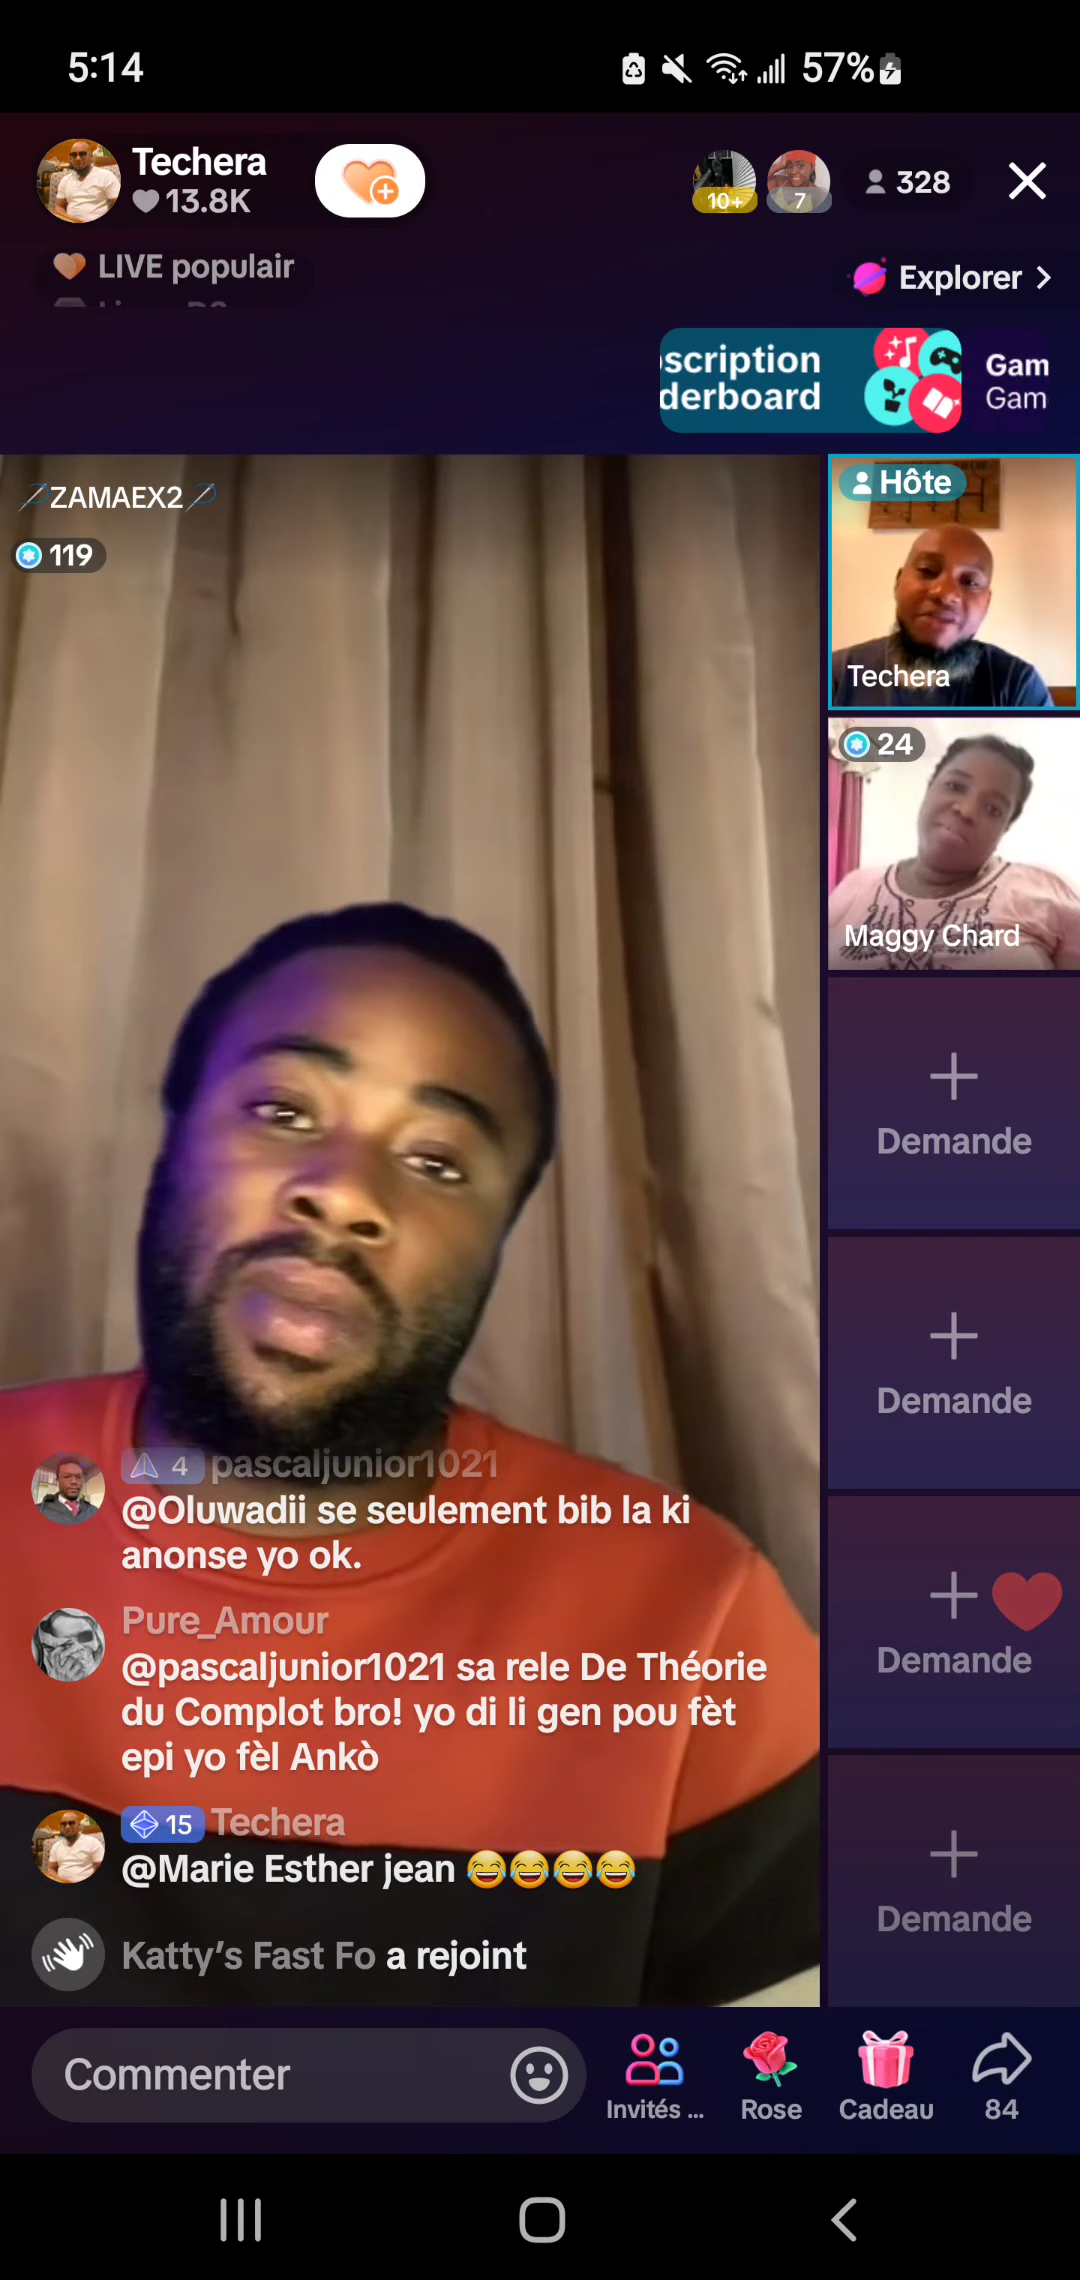 5:14
57%
Techera
13.8K
10+
7
328
LIVE populair
Explorer
scription
derboard
Gam
Gam
ZAMAEX2
119
Hôte
Techera
24
Maggy Chard
Demande
Demande
Demande
Demande
4 pascaljunior1021
@Oluwadii se seulement bib la ki
anonse yo ok.
Pure_Amour
@pascaljunior1021 sa rele De Théorie
du Complot bro! yo di li gen pou fèt
epi yo fèl Ankò
15 Techera
@Marie Esther jean 😂😂😂😂
Katty’s Fast Fo a rejoint
Commenter
Invités ...
Rose
Cadeau
84